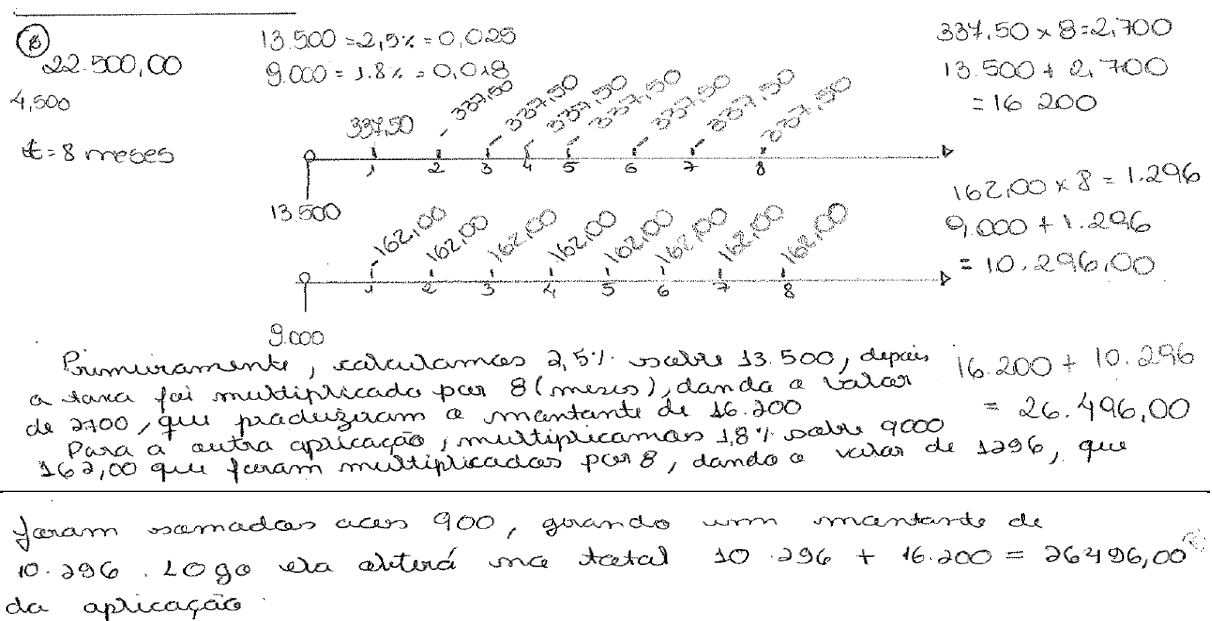 B
22.500,00
4,500
t = 8 meses
13.500 = 2,5% = 0,025
9.000 = 1.8% = 0,018
337,50 337,50 337,50 337,50 337,50 337,50 337,50 337,50
1 2 3 4 5 6 7 8
13.500
162,00 162,00 162,00 162,00 162,00 162,00 162,00 162,00
1 2 3 4 5 6 7 8
9.000
337,50 x 8 = 2,700
13.500 + 2,700
= 16 200
162,00 x 8 = 1.296
9,000 + 1.296
= 10.296,00
16.200 + 10.296
= 26.496,00
Primeiramente, calculamos 2,5% sobre 13.500, depois
a taxa foi multiplicado por 8 (meses), dando o valor
de 2700, que produziram o montante de 16.200
Para a outra aplicação, multiplicamos 1,8% sobre 9000
162,00 que foram multiplicados por 8, dando o valor de 1296, que
foram somados aos 900, gerando um montante de
10.296. Logo ela obterá no total 10.296 + 16.200 = 26496,00
da aplicação.